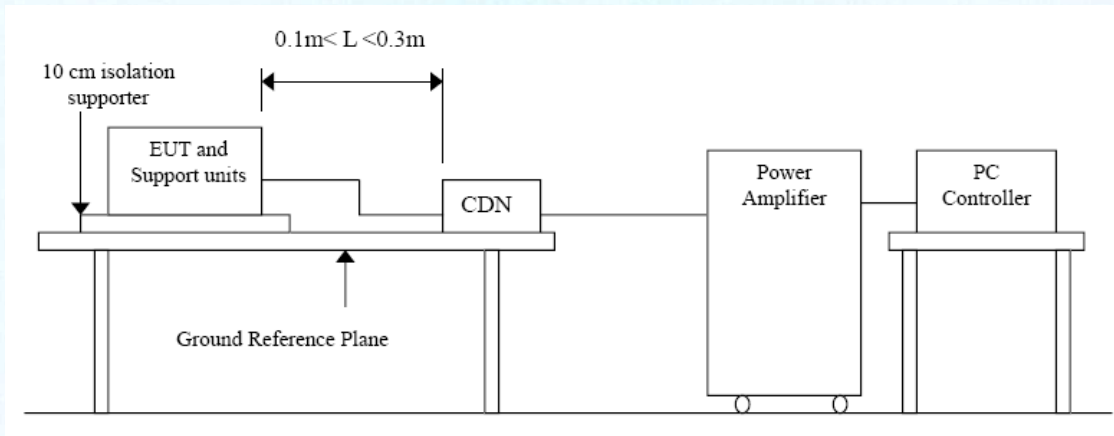 0.1m< L <0.3m
10 cm isolation
supporter
EUT and
Support units
CDN
Power
Amplifier
PC
Controller
Ground Reference Plane